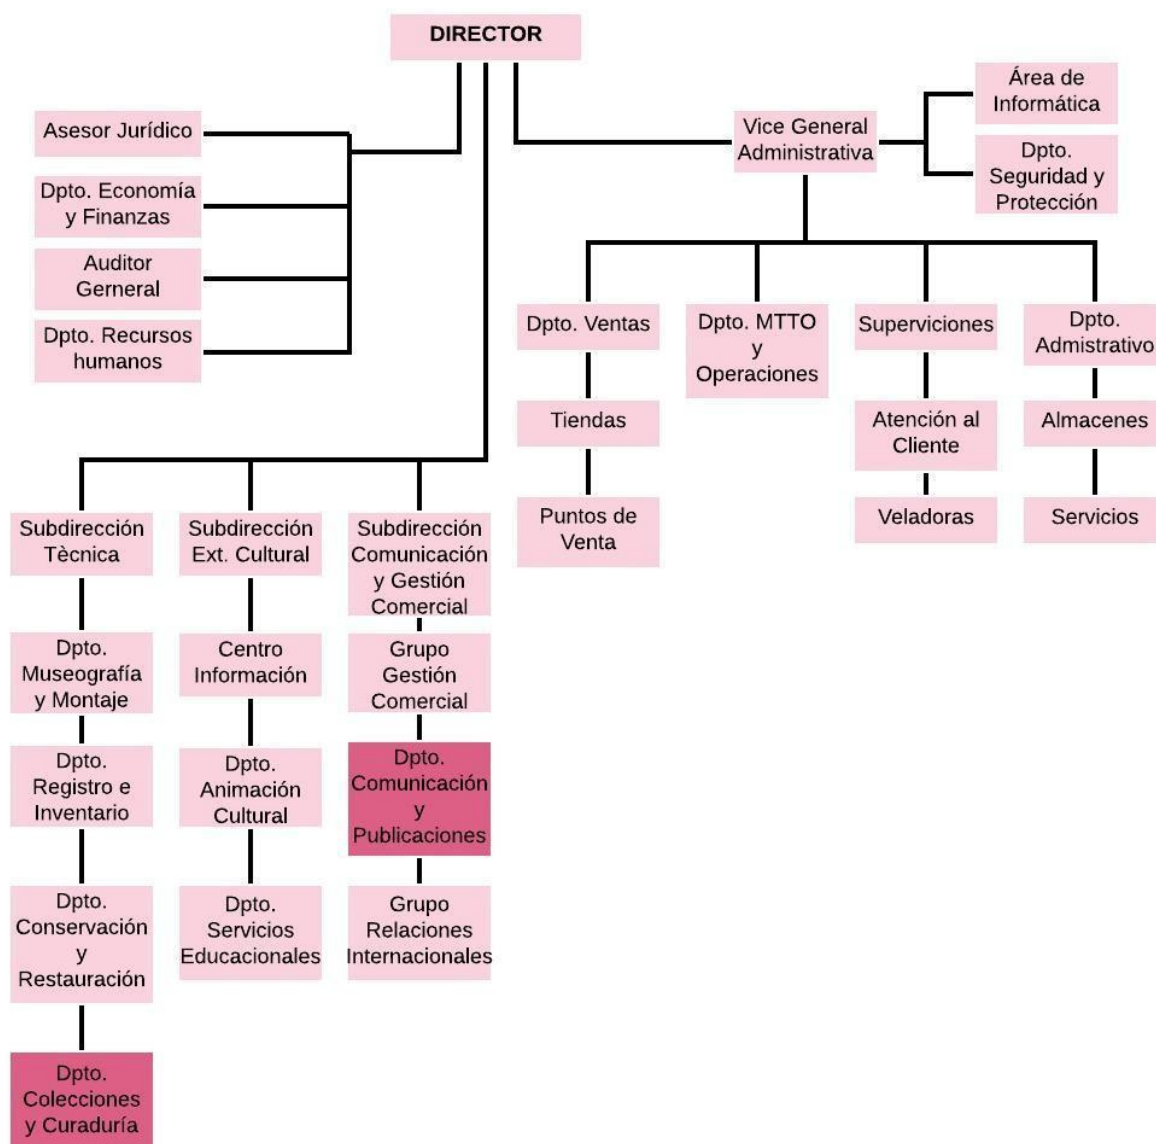 DIRECTOR
Asesor Jurídico
Dpto. Economía
y Finanzas
Auditor
Gerneral
Dpto. Recursos
humanos
Vice General
Administrativa
Área de
Informática
Dpto.
Seguridad y
Protección
Dpto. Ventas
Tiendas
Puntos de
Venta
Dpto. MTTO
y
Operaciones
Superviciones
Atención al
Cliente
Veladoras
Dpto.
Admistrativo
Almacenes
Servicios
Subdirección
Tècnica
Dpto.
Museografía
y Montaje
Dpto.
Registro e
Inventario
Dpto.
Conservación
y
Restauración
Dpto.
Colecciones
y Curaduría
Subdirección
Ext. Cultural
Centro
Información
Dpto.
Animación
Cultural
Dpto.
Servicios
Educacionales
Subdirección
Comunicación
y Gestión
Comercial
Grupo
Gestión
Comercial
Dpto.
Comunicación
y
Publicaciones
Grupo
Relaciones
Internacionales